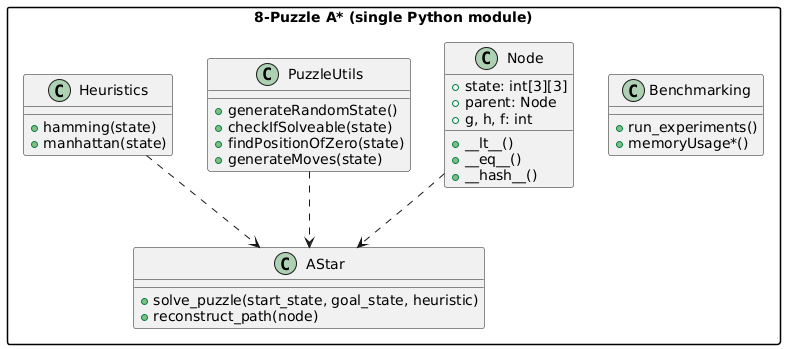 8-Puzzle A* (single Python module)
C Heuristics
hamming(state)
manhattan(state)
C PuzzleUtils
generateRandomState()
checkIfSolveable(state)
findPositionOfZero(state)
generateMoves(state)
C Node
state: int[3][3]
parent: Node
g, h, f: int
__lt__()
__eq__()
__hash__()
C Benchmarking
run_experiments()
memoryUsage*()
C AStar
solve_puzzle(start_state, goal_state, heuristic)
reconstruct_path(node)